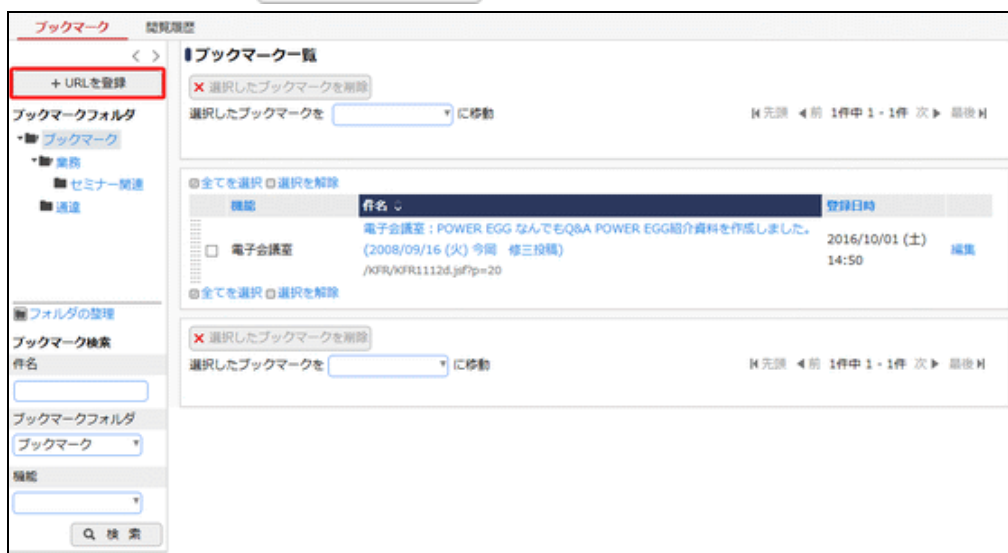 ブックマーク 閲覧履歴
< >
+ URLを登録
ブックマークフォルダ
ブックマーク
業務
セミナー関連
通達
フォルダの整理
ブックマーク検索
件名
ブックマークフォルダ
ブックマーク
機能
検 索
ブックマーク一覧
選択したブックマークを削除
選択したブックマークを に移動
先頭 前 1件中 1 - 1件 次 最後
全てを選択 選択を解除
機能 件名 登録日時
電子会議室 電子会議室:POWER EGG なんでもQ&A POWER EGG紹介資料を作成しました。
(2008/09/16 (火) 今岡 修三投稿)
/KFR/KFR1112d.jsf?p=20
2016/10/01 (土)
14:50
編集
全てを選択 選択を解除
選択したブックマークを削除
選択したブックマークを に移動
先頭 前 1件中 1 - 1件 次 最後